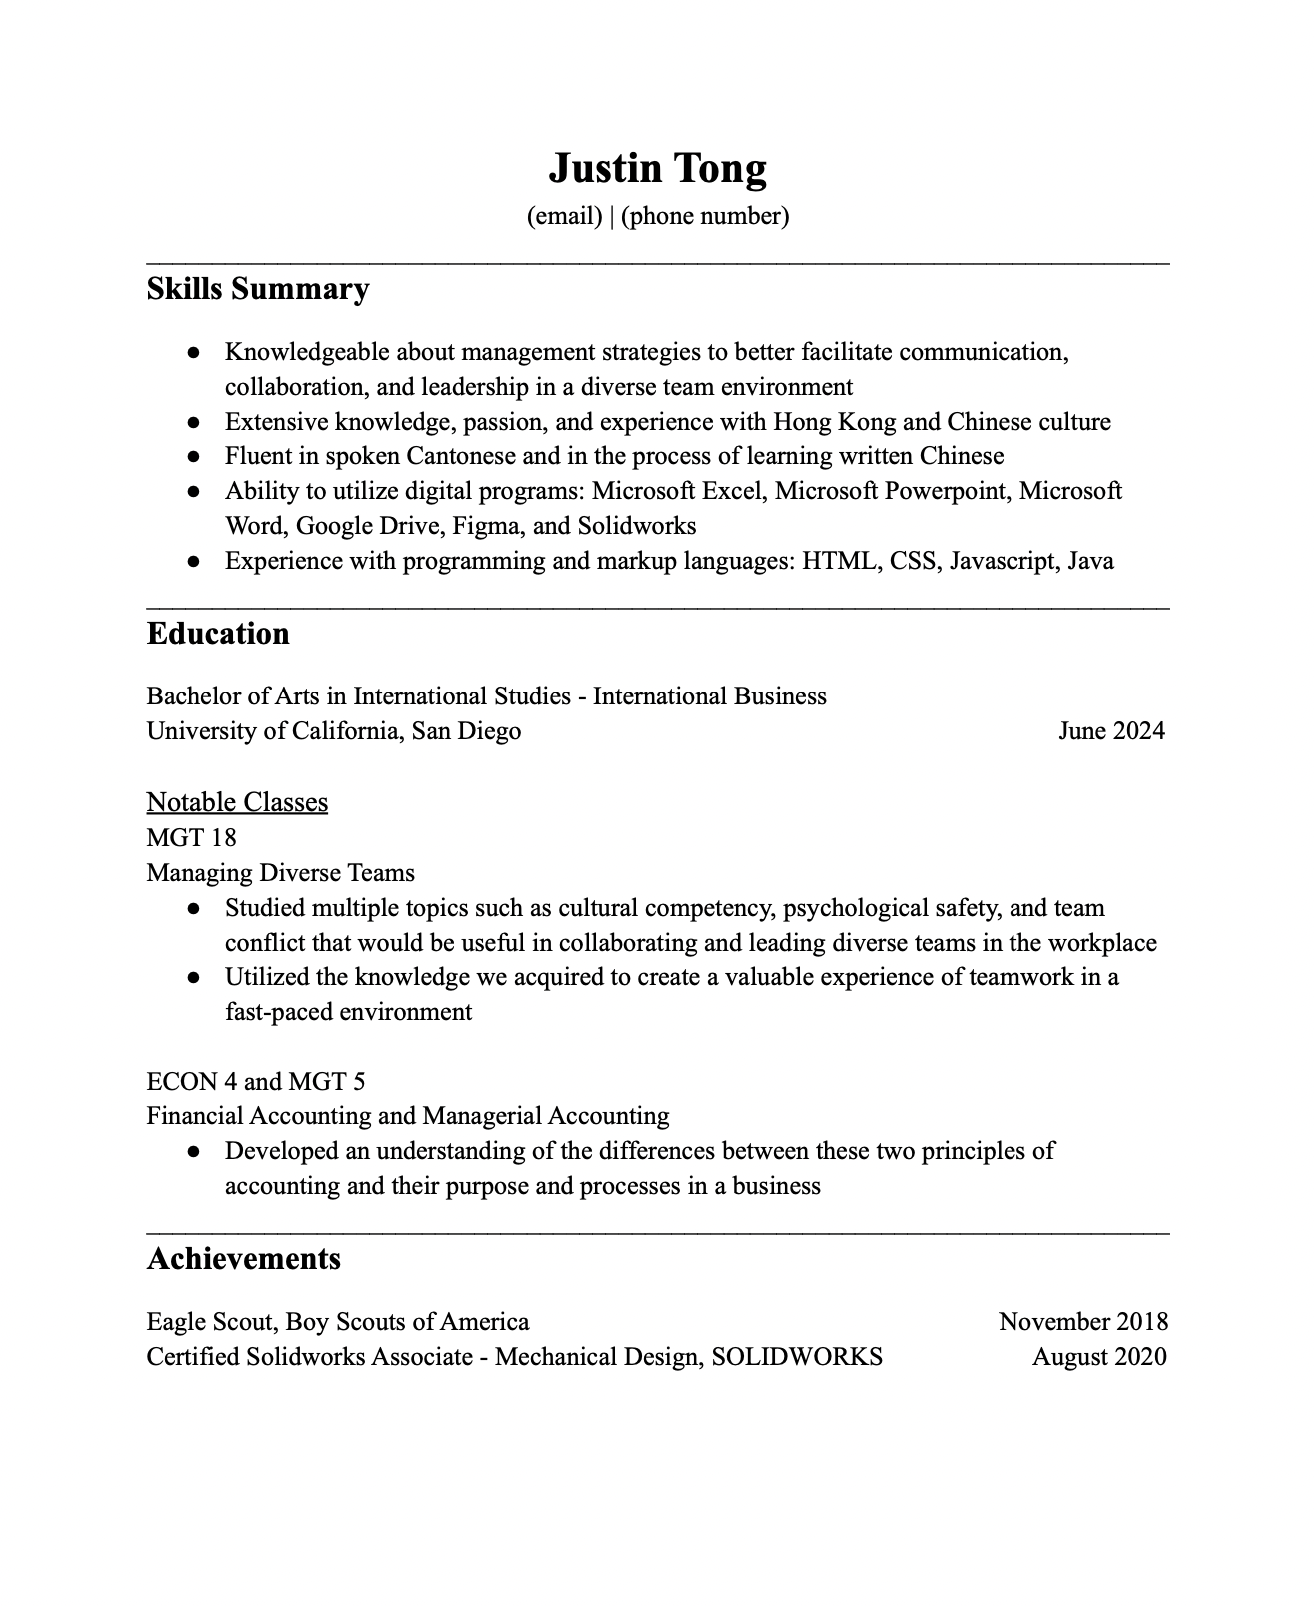 Justin Tong
(email) | (phone number)
Skills Summary
● Knowledgeable about management strategies to better facilitate communication,
collaboration, and leadership in a diverse team environment
● Extensive knowledge, passion, and experience with Hong Kong and Chinese culture
● Fluent in spoken Cantonese and in the process of learning written Chinese
● Ability to utilize digital programs: Microsoft Excel, Microsoft Powerpoint, Microsoft
Word, Google Drive, Figma, and Solidworks
● Experience with programming and markup languages: HTML, CSS, Javascript, Java
Education
Bachelor of Arts in International Studies - International Business
University of California, San Diego June 2024
Notable Classes
MGT 18
Managing Diverse Teams
● Studied multiple topics such as cultural competency, psychological safety, and team
conflict that would be useful in collaborating and leading diverse teams in the workplace
● Utilized the knowledge we acquired to create a valuable experience of teamwork in a
fast-paced environment
ECON 4 and MGT 5
Financial Accounting and Managerial Accounting
● Developed an understanding of the differences between these two principles of
accounting and their purpose and processes in a business
Achievements
Eagle Scout, Boy Scouts of America November 2018
Certified Solidworks Associate - Mechanical Design, SOLIDWORKS August 2020